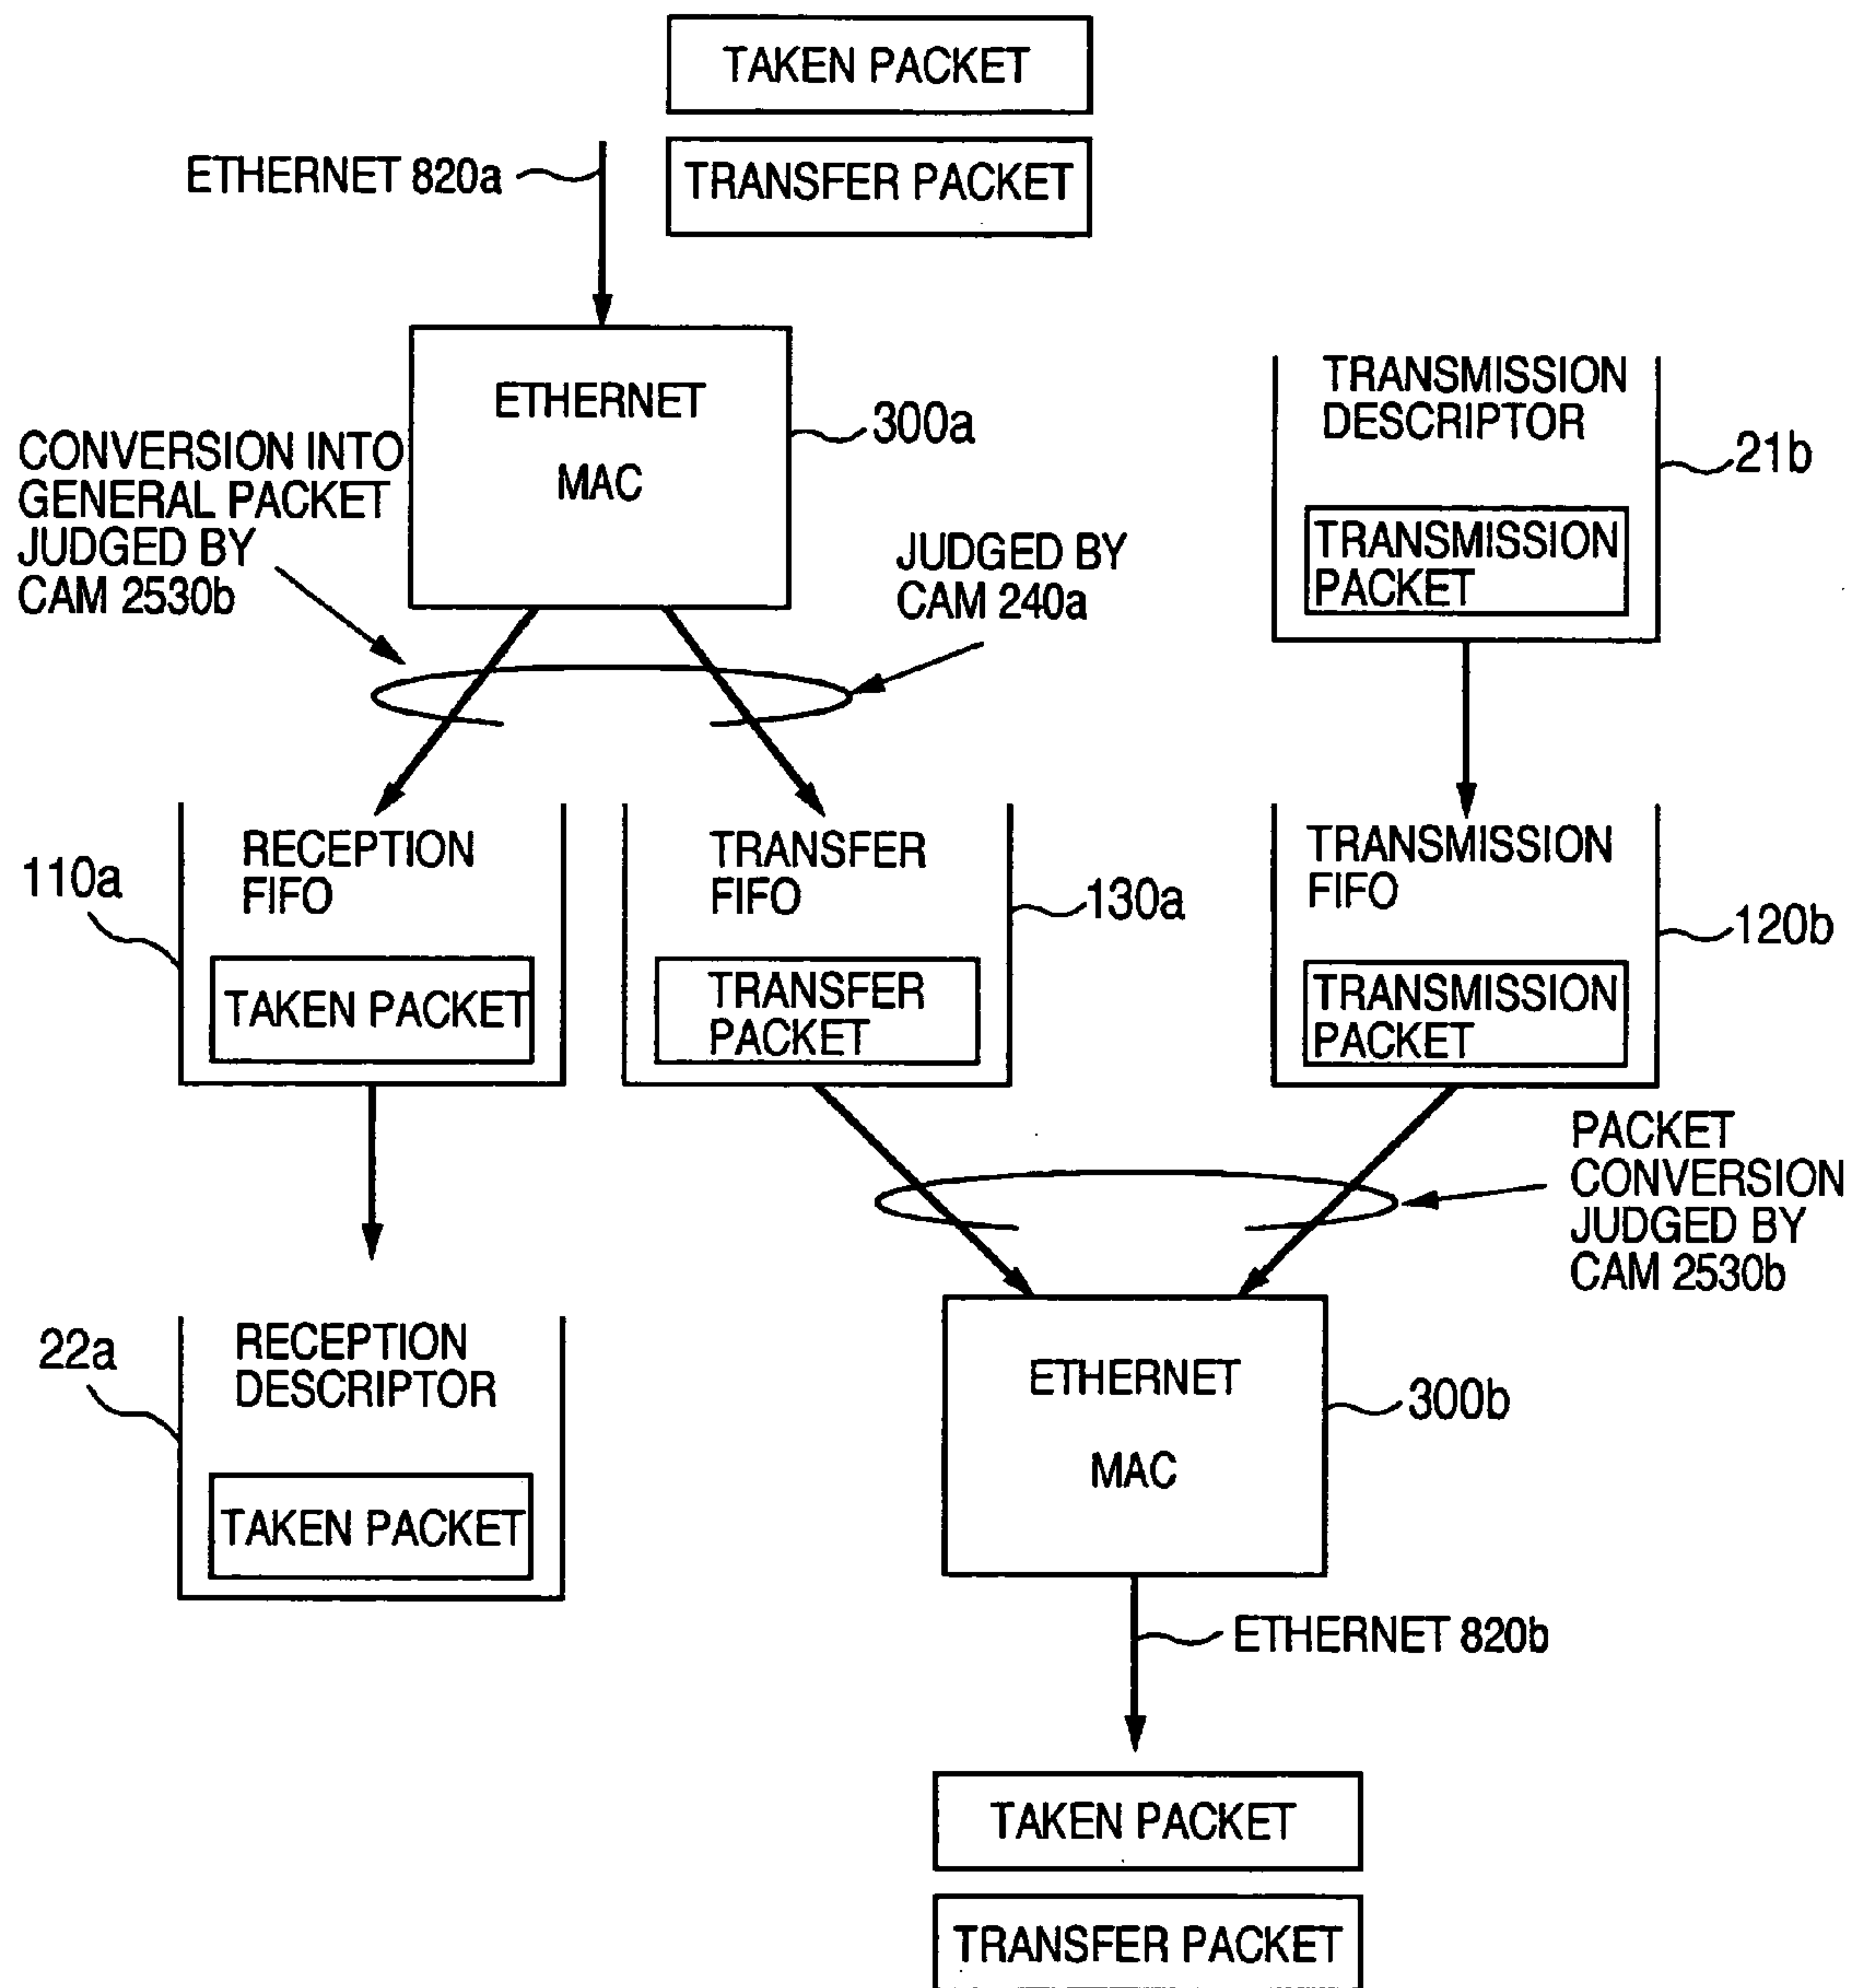 TAKEN PACKET
TRANSFER PACKET
ETHERNET 820a
ETHERNET
MAC
300a
CONVERSION INTO
GENERAL PACKET
JUDGED BY
CAM 2530b
JUDGED BY
CAM 240a
TRANSMISSION
DESCRIPTOR
21b
TRANSMISSION
PACKET
110a
RECEPTION
FIFO
TAKEN PACKET
TRANSFER
FIFO
130a
TRANSFER
PACKET
TRANSMISSION
FIFO
120b
TRANSMISSION
PACKET
PACKET
CONVERSION
JUDGED BY
CAM 2530b
22a
RECEPTION
DESCRIPTOR
TAKEN PACKET
ETHERNET
MAC
300b
ETHERNET 820b
TAKEN PACKET
TRANSFER PACKET